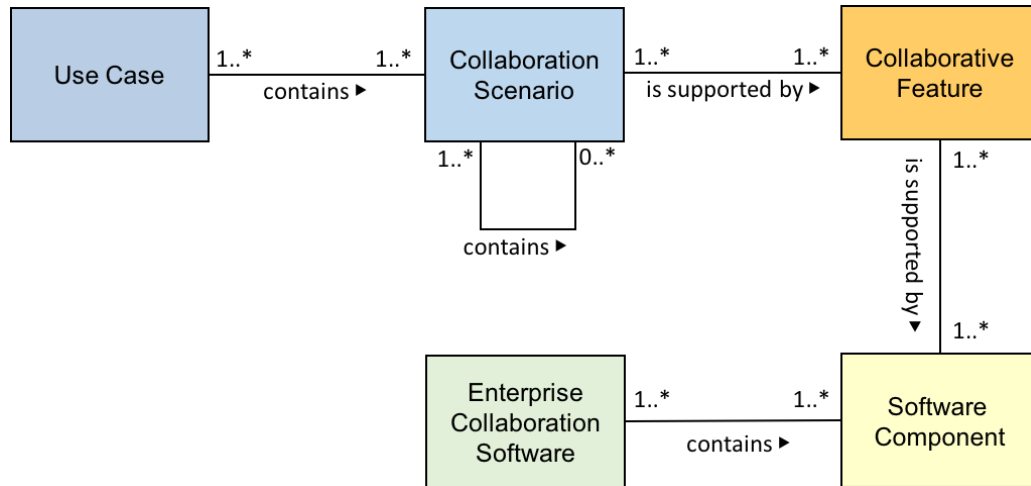 Use Case
1..*
1..*
contains ►
Collaboration
Scenario
1..*
1..*
is supported by ►
Collaborative
Feature
1..*
0..*
contains ►
1..*
is supported by ►
1..*
Enterprise
Collaboration
Software
1..*
1..*
contains ►
Software
Component